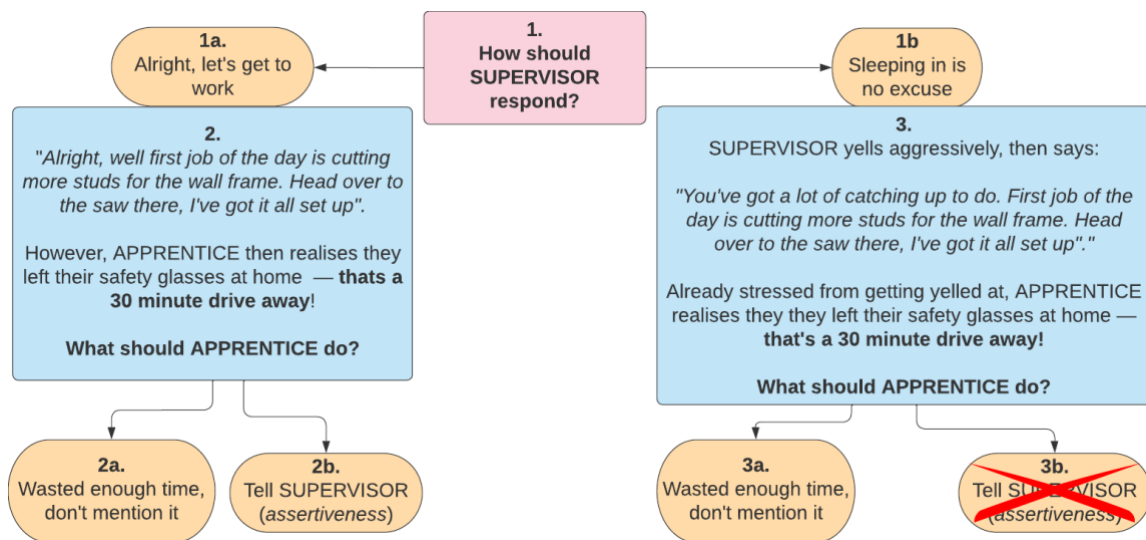 1.
How should
SUPERVISOR
respond?
1a.
Alright, let's get to
work
1b
Sleeping in is
no excuse
2.
"Alright, well first job of the day is cutting
more studs for the wall frame. Head over to
the saw there, I've got it all set up".
However, APPRENTICE then realises they
left their safety glasses at home — thats a
30 minute drive away!
What should APPRENTICE do?
3.
SUPERVISOR yells aggressively, then says:
"You've got a lot of catching up to do. First job of the
day is cutting more studs for the wall frame. Head
over to the saw there, I've got it all set up"."
Already stressed from getting yelled at, APPRENTICE
realises they they left their safety glasses at home —
that's a 30 minute drive away!
What should APPRENTICE do?
2a.
Wasted enough time,
don't mention it
2b.
Tell SUPERVISOR
(assertiveness)
3a.
Wasted enough time,
don't mention it
3b.
Tell SUPERVISOR
(assertiveness)